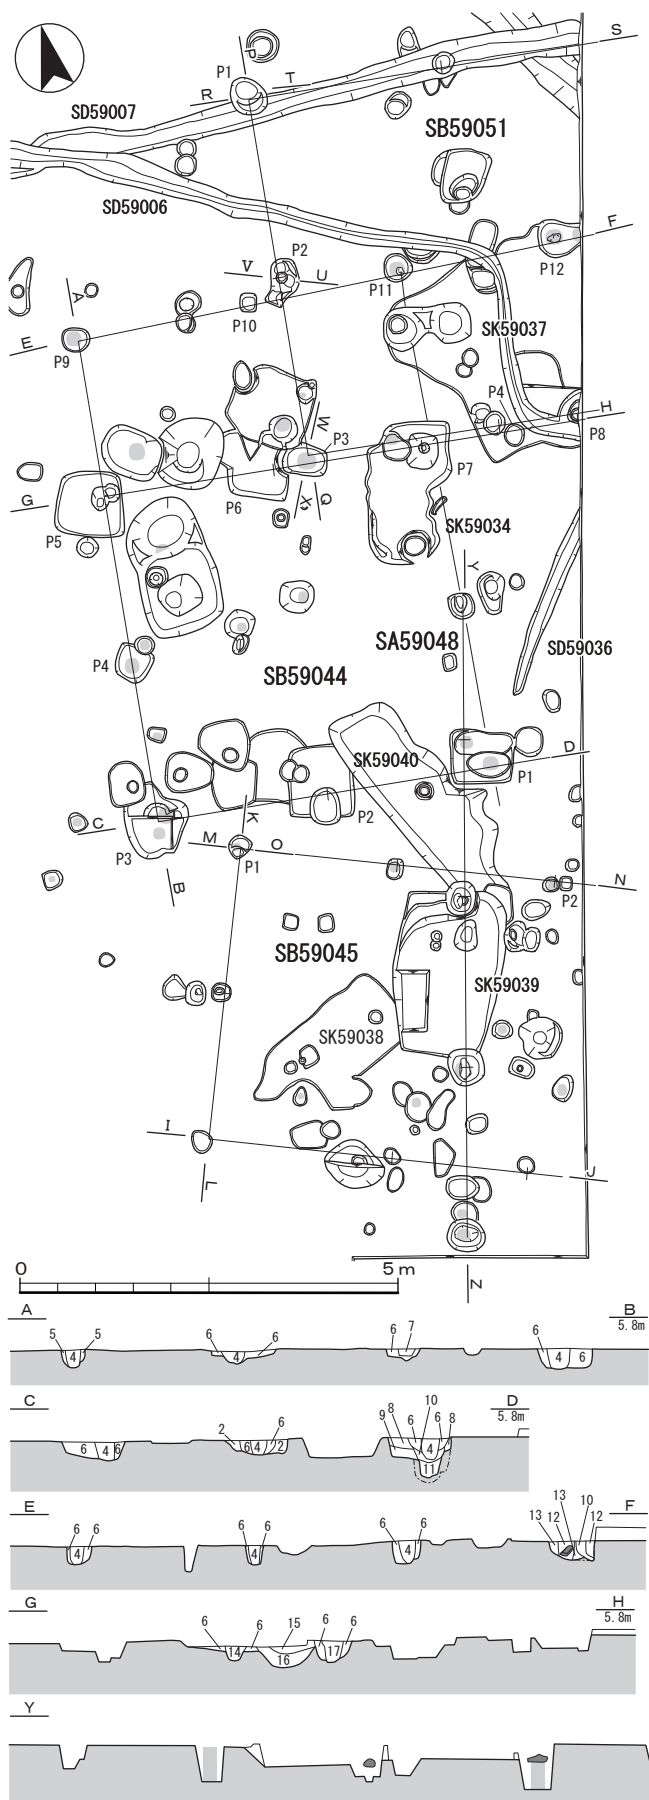 S
P
P1
T
R
SD59007
SB59051
SD59006
F
P2
V
U
P11
P12
A
P10
E
P9
SK59037
P4
H
W
P8
P3
P7
G
P6
X
Q
P5
SK59034
Y
SA59048
SD59036
P4
SB59044
D
SK59040
P1
K
C
P2
M
O
P3
P1
N
B
P2
SB59045
SK59039
SK59038
I
J
L
0
5 m
Z
A
B
5.8m
5 5 4
6 6 4
6 7
6 4 6
C
D
5.8m
6 4 6
2 6 6 4 2
9 8 6 10 6 8 4 11
E
F
6 6 4
6 6 4
6 6 4
13 12 13 10 12
G
H
5.8m
6 6 15 6 6
14 16 17
Y